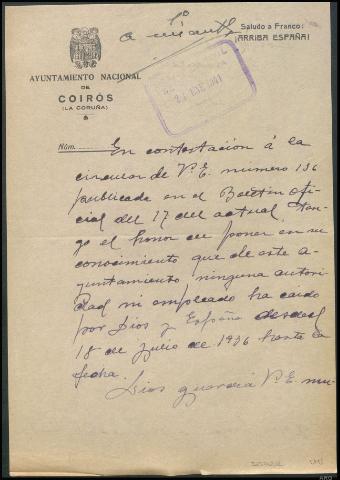 Saludo a Franco:
¡ARRIBA ESPAÑA!
AYUNTAMIENTO NACIONAL
DE
COIRÓS
(LA CORUÑA)
Núm.
En contestación á la
circular de V.E. número 136
publicada en el Boletín Ofi-
cial del 17 del actual, ten-
go el honor de poner en su
conocimiento que de este a-
yuntamiento ninguna autori-
dad ni empleado ha caido
por Dios y España desde el
18 de julio de 1936 hasta la
fecha.
Dios guarde á V.E. mu-